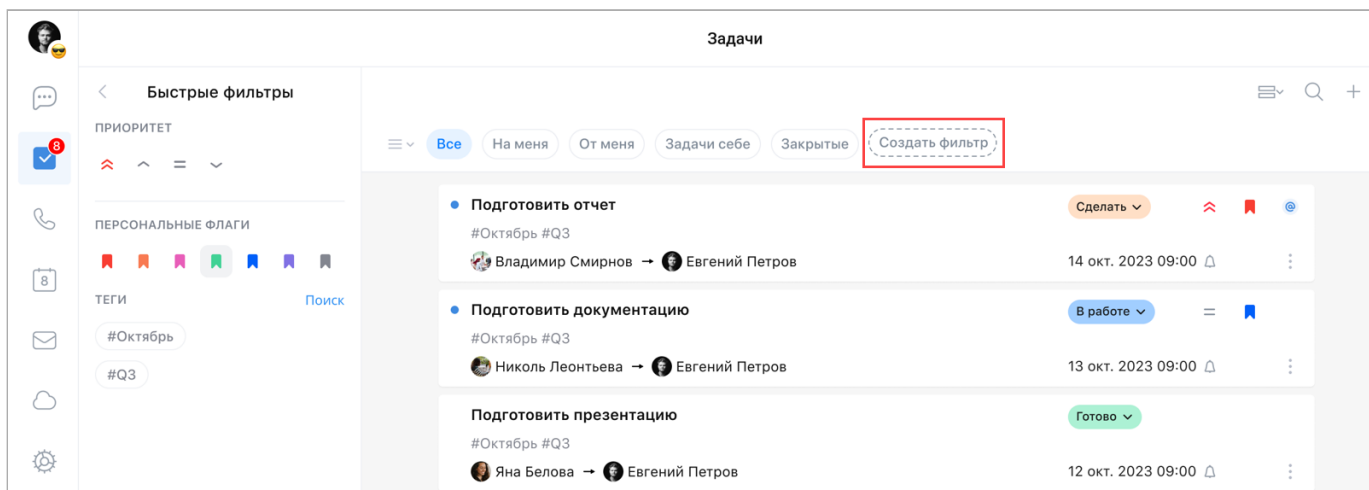 Задачи
Быстрые фильтры
ПРИОРИТЕТ
8
Все На меня От меня Задачи себе Закрытые Создать фильтр
Подготовить отчет Сделать
#Октябрь #Q3
Владимир Смирнов → Евгений Петров 14 окт. 2023 09:00
ПЕРСОНАЛЬНЫЕ ФЛАГИ
8
ТЕГИ Поиск
#Октябрь
#Q3
Подготовить документацию В работе
#Октябрь #Q3
Николь Леонтьева → Евгений Петров 13 окт. 2023 09:00
Подготовить презентацию Готово
#Октябрь #Q3
Яна Белова → Евгений Петров 12 окт. 2023 09:00